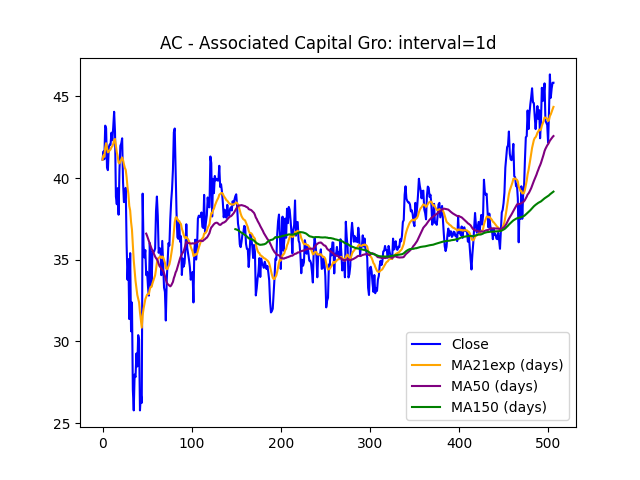 AC - Associated Capital Gro: interval=1d
45
40
35
30
25
0
100
200
300
400
500
Close
MA21exp (days)
MA50 (days)
MA150 (days)